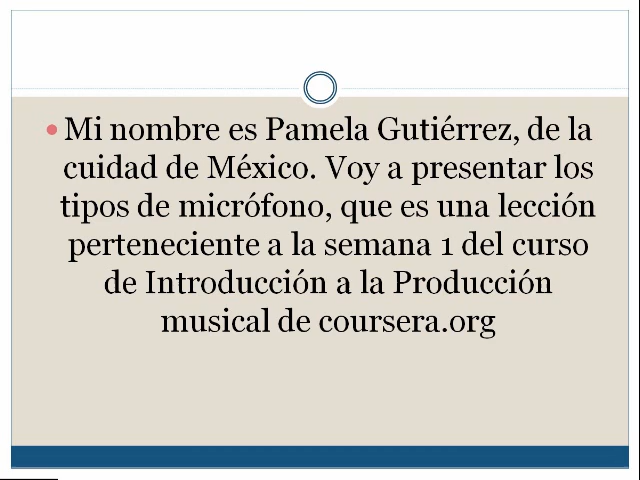 Mi nombre es Pamela Gutiérrez, de la
cuidad de México. Voy a presentar los
tipos de micrófono, que es una lección
perteneciente a la semana 1 del curso
de Introducción a la Producción
musical de coursera.org